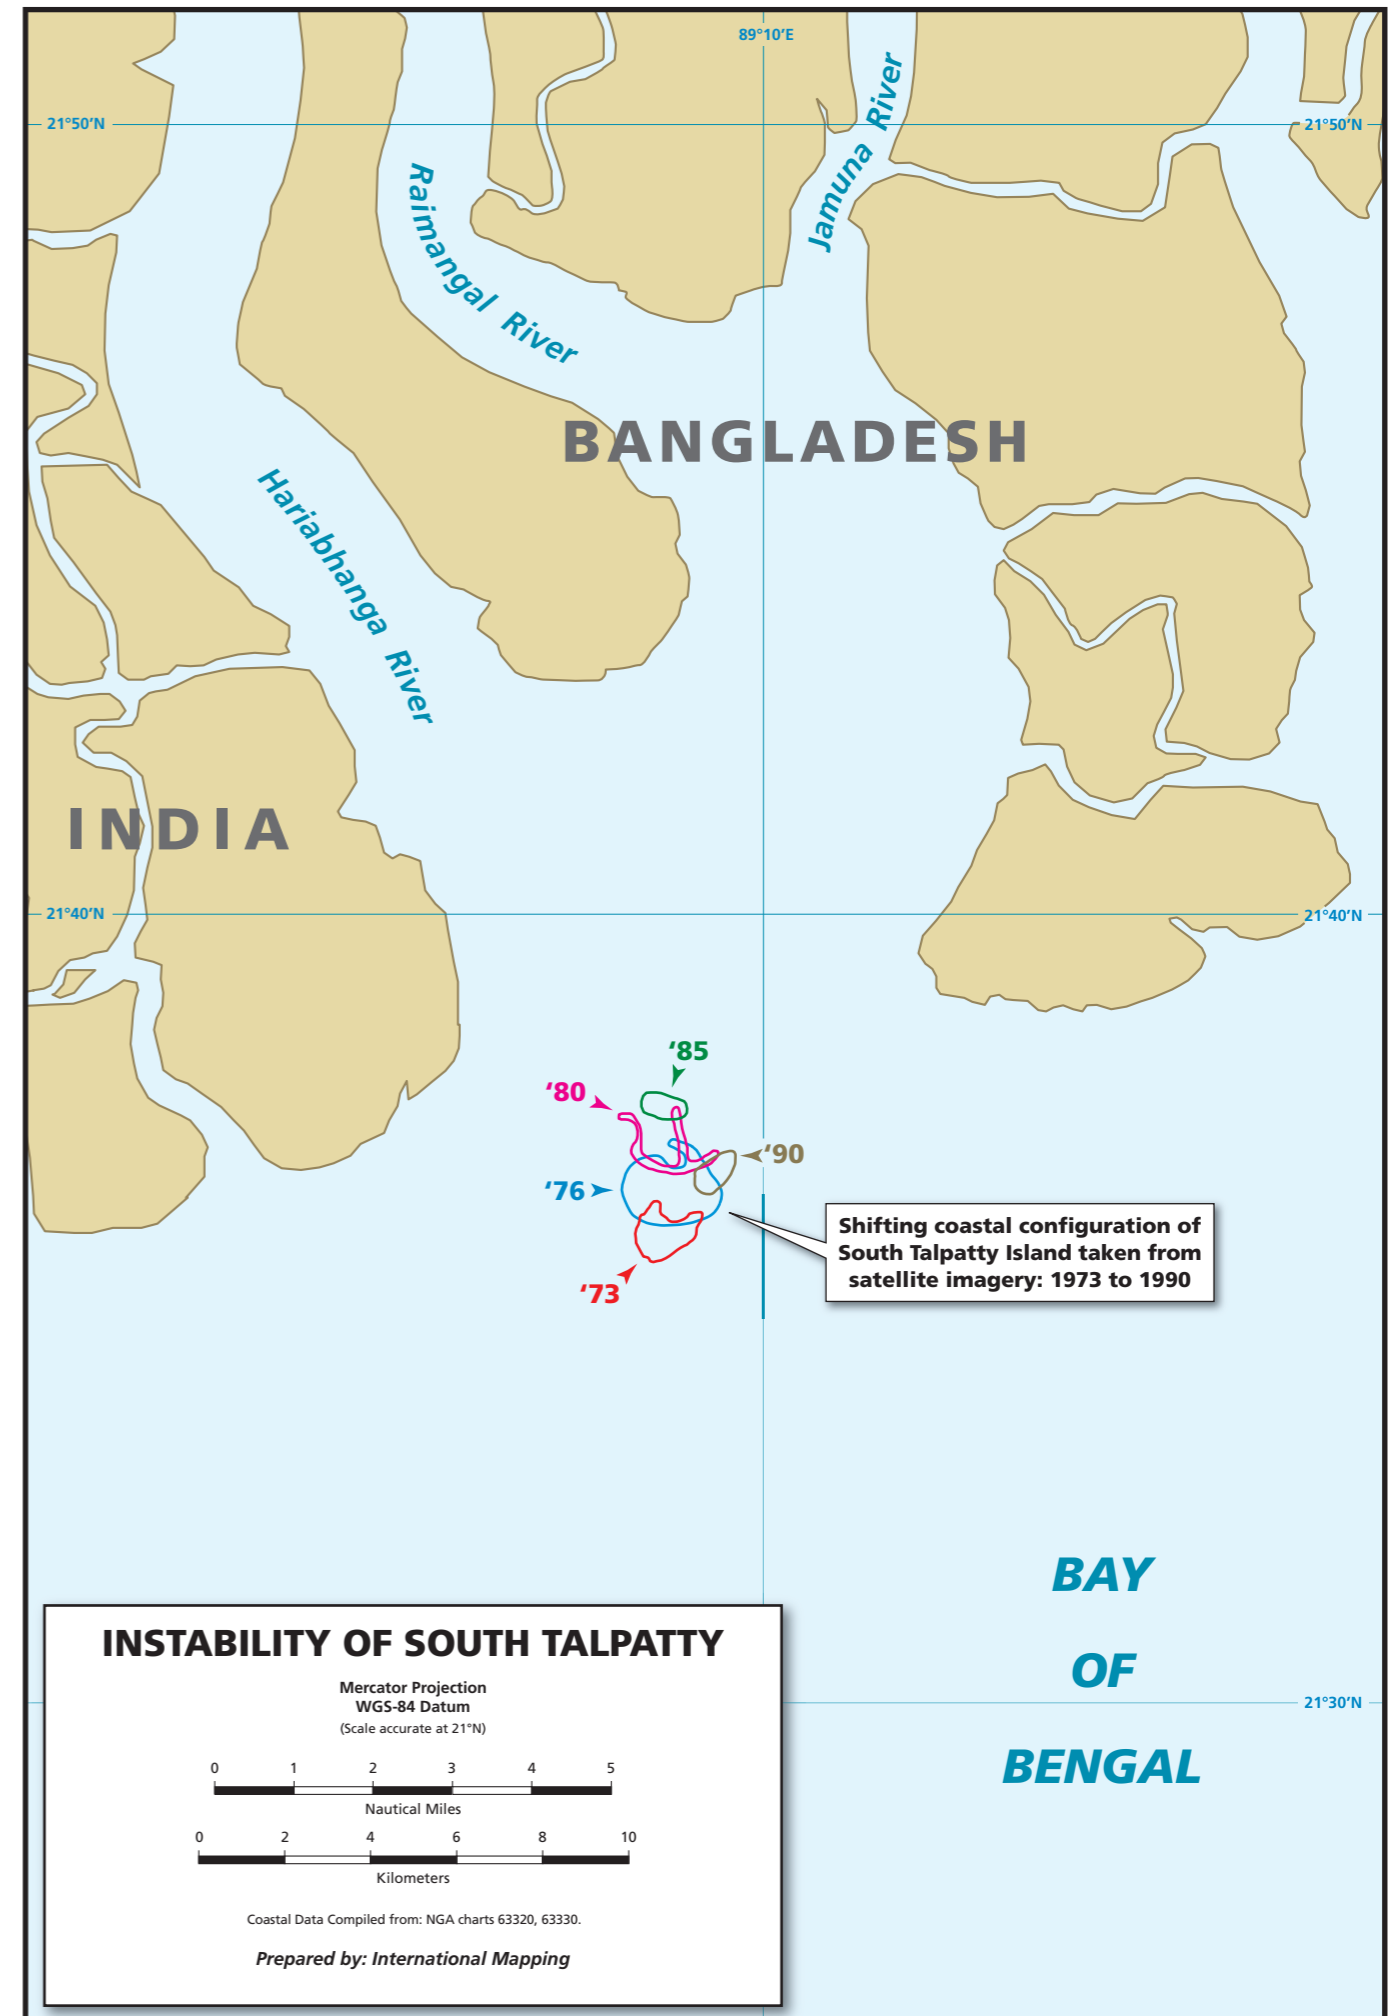 89°10’E
21°50’N
21°50’N
Jamuna River
Raimangal River
BANGLADESH
Hariabhanga River
INDIA
21°40’N
21°40’N
‘85
‘80
‘90
‘76
‘73
Shifting coastal configuration of
South Talpatty Island taken from
satellite imagery: 1973 to 1990
BAY
OF
BENGAL
21°30’N
INSTABILITY OF SOUTH TALPATTY
Mercator Projection
WGS-84 Datum
(Scale accurate at 21°N)
0 1 2 3 4 5
Nautical Miles
0 2 4 6 8 10
Kilometers
Coastal Data Compiled from: NGA charts 63320, 63330.
Prepared by: International Mapping